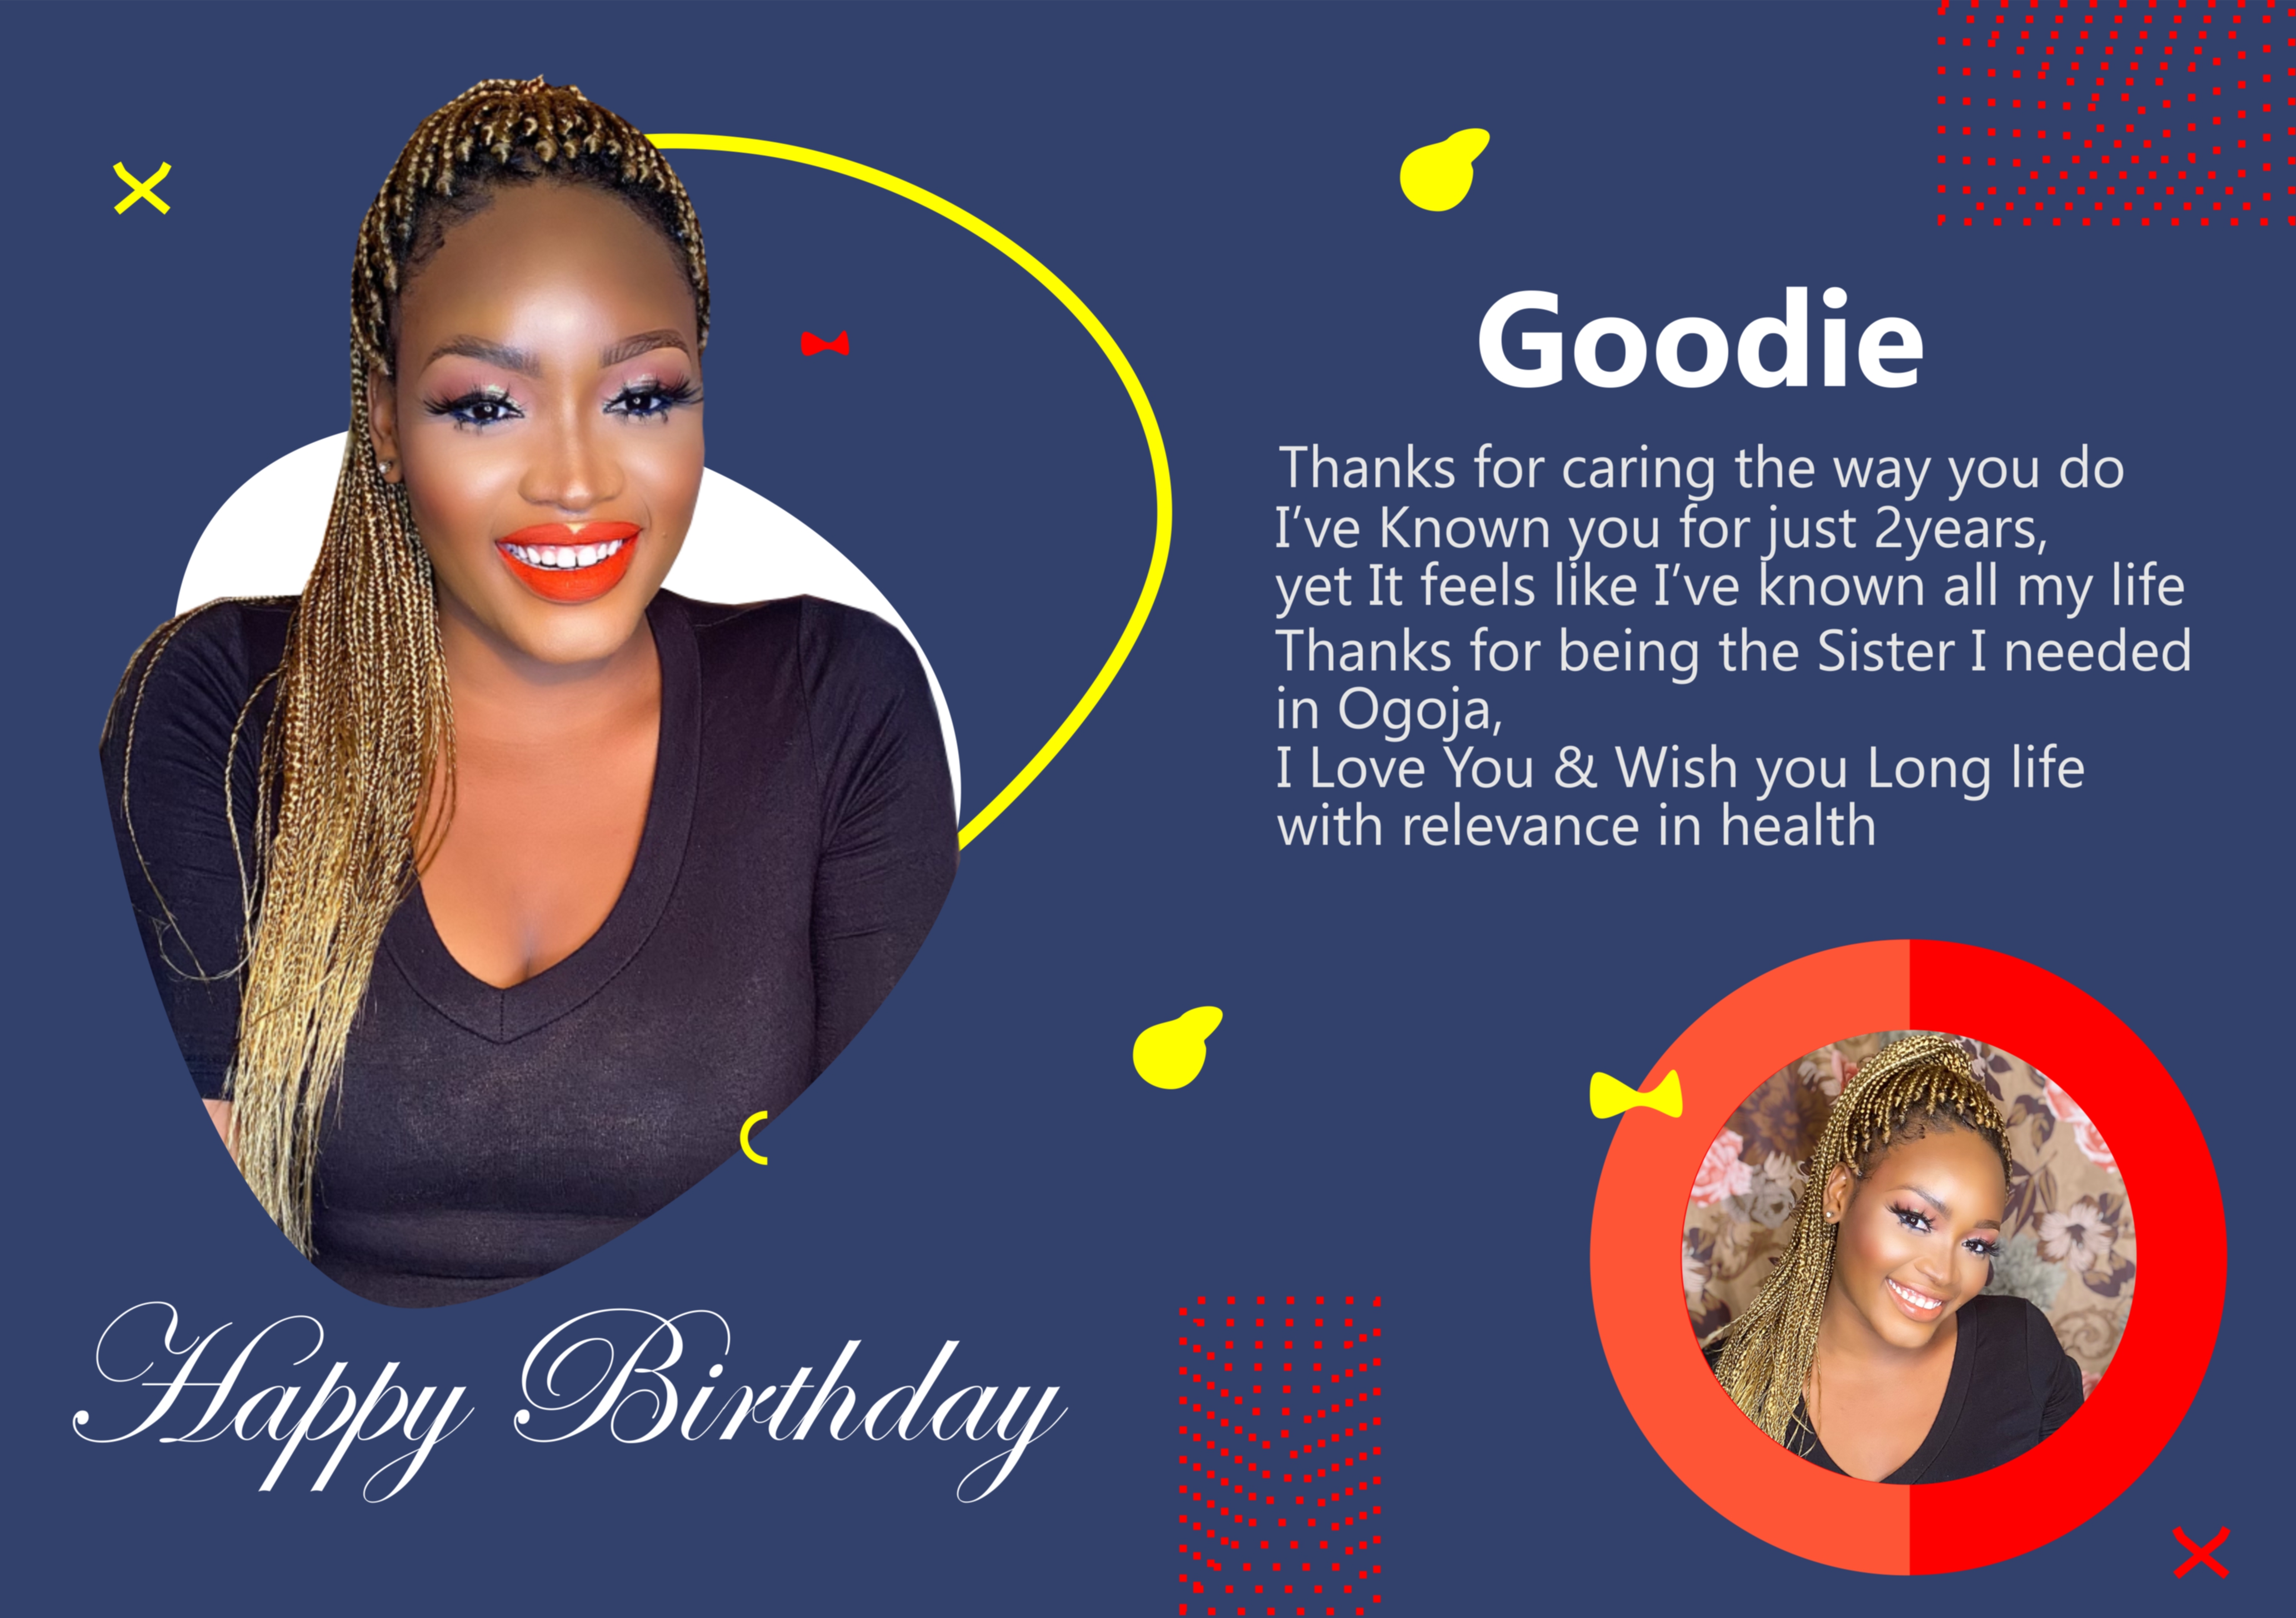 Goodie
Thanks for caring the way you do
I’ve Known you for just 2years,
yet It feels like I’ve known all my life
Thanks for being the Sister I needed
in Ogoja,
I Love You & Wish you Long life
with relevance in health
Happy Birthday